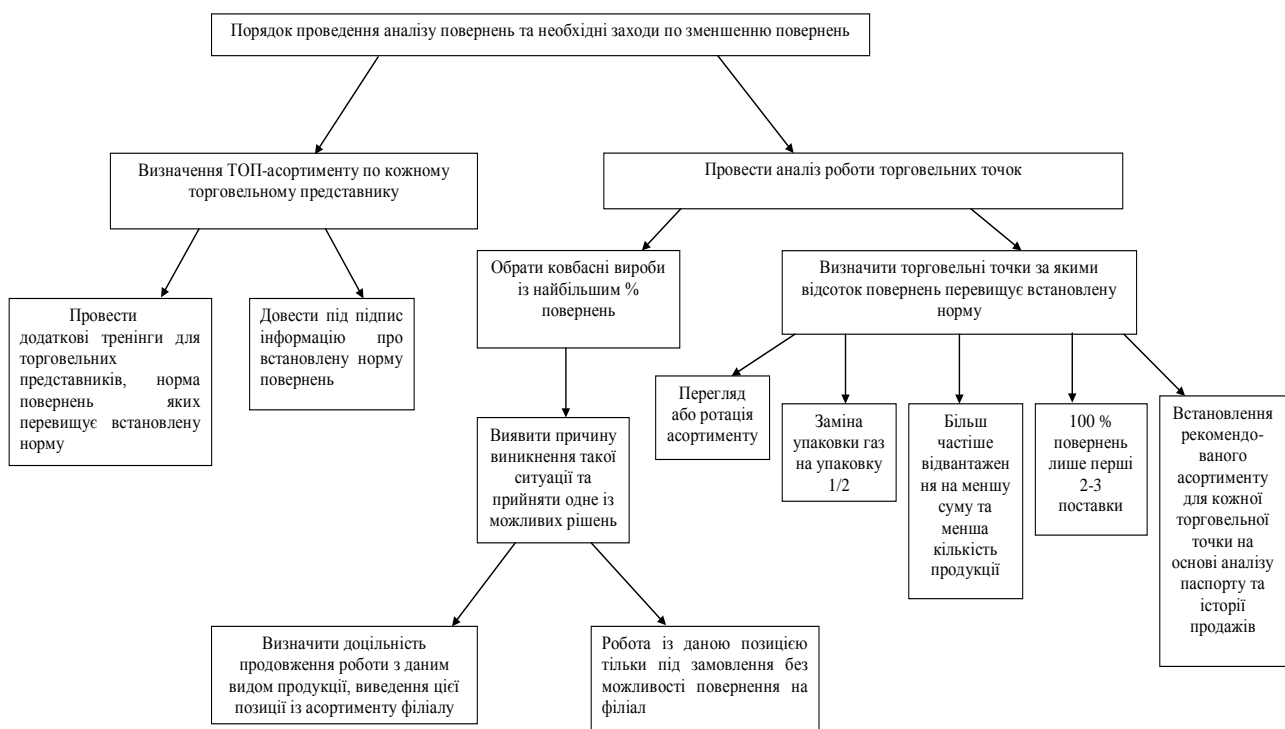 Порядок проведення аналізу повернень та необхідні заходи по зменшенню повернень
Визначення ТОП-асортименту по кожному
торговельному представнику
Провести аналіз роботи торговельних точок
Провести
додаткові тренінги для
торговельних
представників, норма
повернень яких
перевищує встановлену
норму
Довести під підпис
інформацію про
встановлену норму
повернень
Обрати ковбасні вироби
із найбільшим %
повернень
Визначити торговельні точки за якими
відсоток повернень перевищує встановлену
норму
Виявити причину
виникнення такої
ситуації та
прийняти одне із
можливих рішень
Перегляд
або ротація
асортименту
Заміна
упаковки газ
на упаковку
1/2
Більш
частіше
відвантажен
ня на меншу
суму та
менша
кількість
продукції
100 %
повернень
лише перші
2-3
поставки
Встановлення
рекомендо-
ваного
асортименту
для кожної
торговельної
точки на
основі аналізу
паспорту та
історії
продажів
Визначити доцільність
продовження роботи з даним
видом продукції, виведення цієї
позиції із асортименту філіалу
Робота із даною позицією
тільки під замовлення без
можливості повернення на
філіал